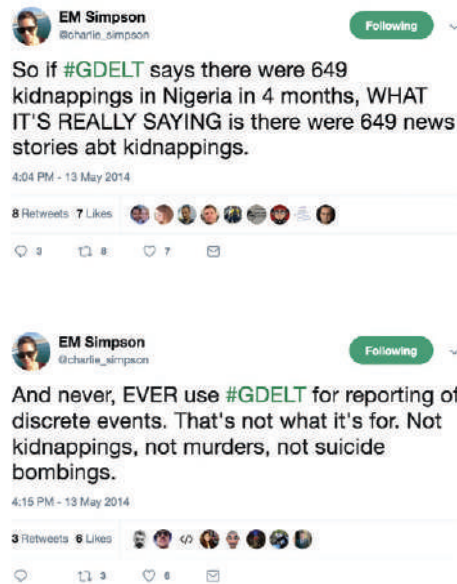 EM Simpson
@charlie_simpson
Following
So if #GDELT says there were 649
kidnappings in Nigeria in 4 months, WHAT
IT'S REALLY SAYING is there were 649 news
stories abt kidnappings.
4:04 PM - 13 May 2014
8 Retweets 7 Likes
3 8 7
EM Simpson
@charlie_simpson
Following
And never, EVER use #GDELT for reporting of
discrete events. That's not what it's for. Not
kidnappings, not murders, not suicide
bombings.
4:15 PM - 13 May 2014
3 Retweets 6 Likes
3 6